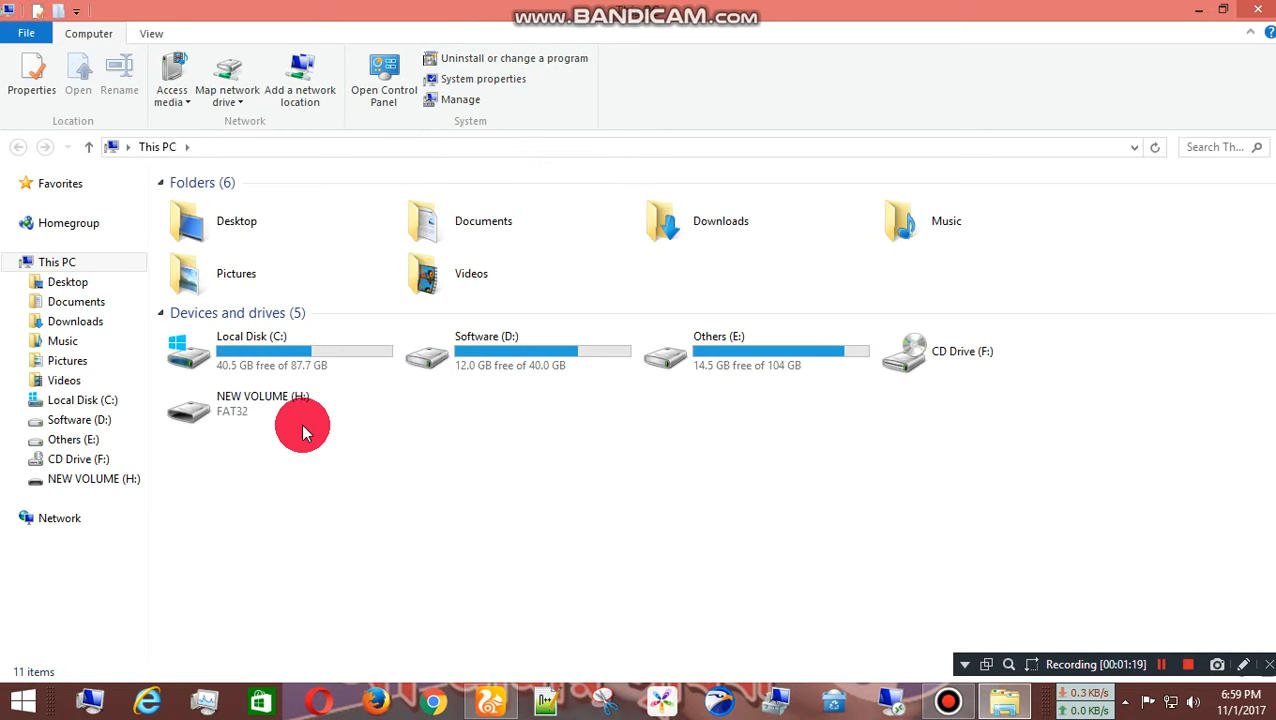 WWW.BANDICAM.COM
File Computer View
Properties Open Rename Access media Map network drive Add a network location Open Control Panel Uninstall or change a program
System properties
Manage
Location Network System
This PC Search Th...
Favorites
Homegroup
This PC
Desktop
Documents
Downloads
Music
Pictures
Videos
Local Disk (C:)
Software (D:)
Others (E:)
CD Drive (F:)
NEW VOLUME (H:)
Network
Folders (6)
Desktop Documents Downloads Music
Pictures Videos
Devices and drives (5)
Local Disk (C:)
40.5 GB free of 87.7 GB
Software (D:)
12.0 GB free of 40.0 GB
Others (E:)
14.5 GB free of 104 GB
CD Drive (F:)
NEW VOLUME (H:)
FAT32
11 items
Recording [00:01:19]
0.3 KB/s
0.0 KB/s
6:59 PM
11/1/2017